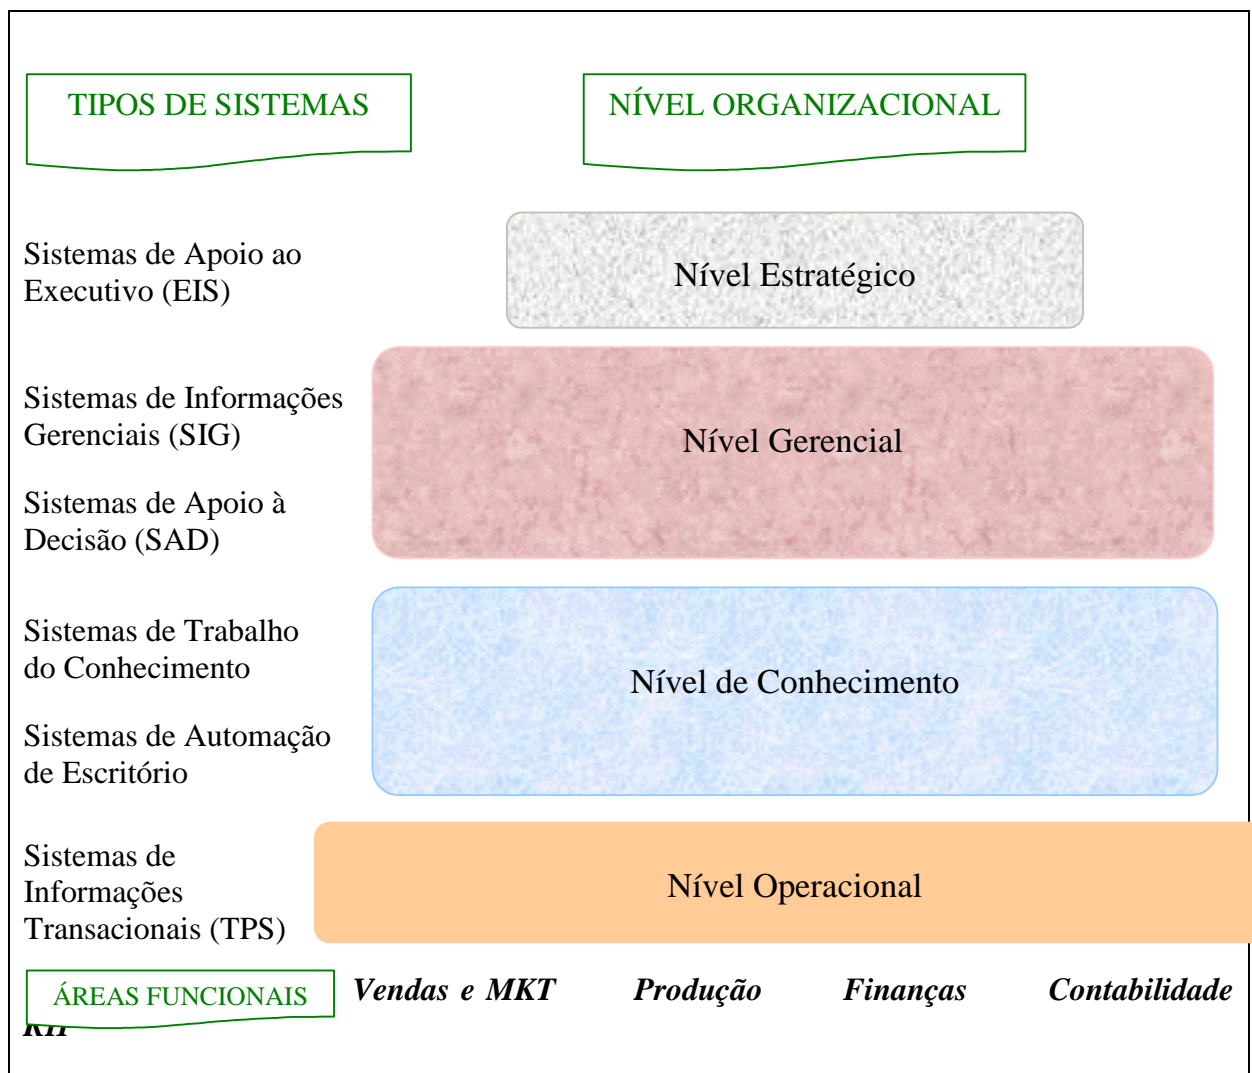 TIPOS DE SISTEMAS
NÍVEL ORGANIZACIONAL
Sistemas de Apoio ao
Executivo (EIS)
Nível Estratégico
Sistemas de Informações
Gerenciais (SIG)
Nível Gerencial
Sistemas de Apoio à
Decisão (SAD)
Sistemas de Trabalho
do Conhecimento
Nível de Conhecimento
Sistemas de Automação
de Escritório
Sistemas de
Informações
Transacionais (TPS)
Nível Operacional
ÁREAS FUNCIONAIS
Vendas e MKT Produção Finanças Contabilidade